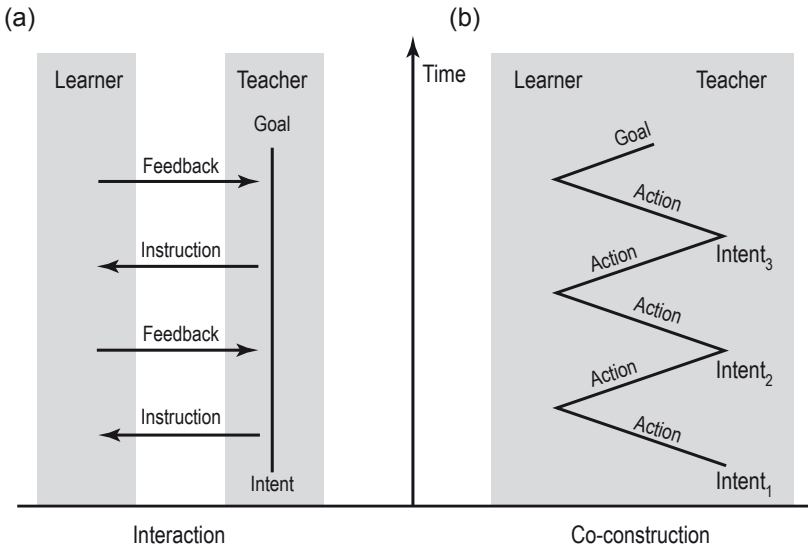 (a)
Learner
Teacher
Goal
Feedback
Instruction
Feedback
Instruction
Intent
Interaction
Time
(b)
Learner
Teacher
Goal
Action
Intent₃
Action
Action
Intent₂
Action
Action
Intent₁
Co-construction